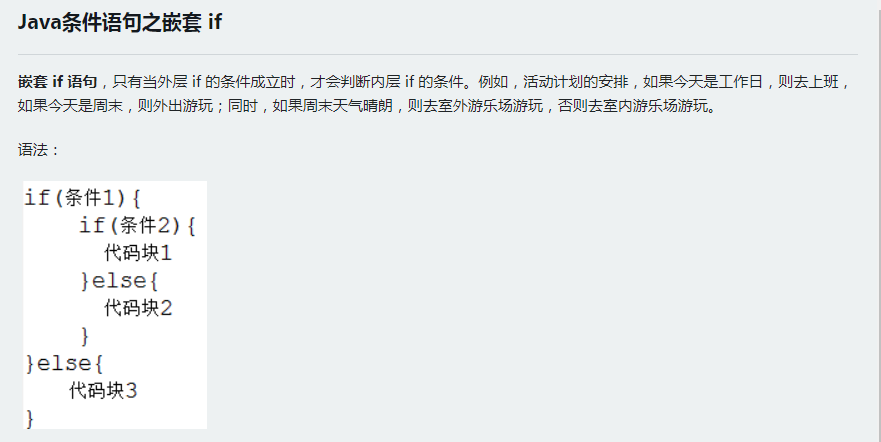 Java条件语句之嵌套 if
嵌套 if 语句，只有当外层 if 的条件成立时，才会判断内层 if 的条件。例如，活动计划的安排，如果今天是工作日，则去上班，
如果今天是周末，则外出游玩；同时，如果周末天气晴朗，则去室外游乐场游玩，否则去室内游乐场游玩。
语法：
if(条件1){
if(条件2){
代码块1
}else{
代码块2
}
}else{
代码块3
}